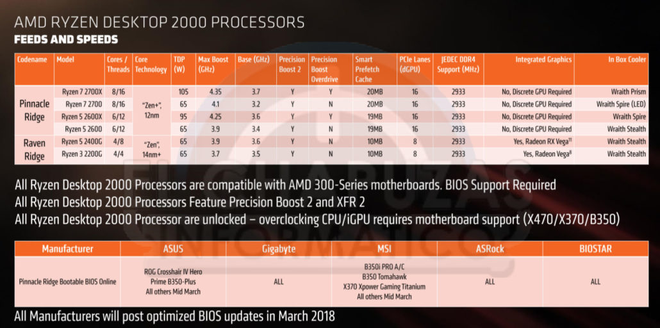 AMD RYZEN DESKTOP 2000 PROCESSORS
FEEDS AND SPEEDS
Codename Model Cores / Threads Core Technology TDP (W) Max Boost (GHz) Base (GHz) Precision Boost 2 Precision Boost Overdrive Smart Prefetch Cache PCIe Lanes (dGPU) JEDEC DDR4 Support (MHz) Integrated Graphics In Box Cooler
Pinnacle Ridge "Zen+", 12nm
Ryzen 7 2700X 8/16 105 4.35 3.7 Y Y 20MB 16 2933 No, Discrete GPU Required Wraith Prism
Ryzen 7 2700 8/16 65 4.1 3.2 Y N 20MB 16 2933 No, Discrete GPU Required Wraith Spire (LED)
Ryzen 5 2600X 6/12 95 4.25 3.6 Y Y 19MB 16 2933 No, Discrete GPU Required Wraith Spire
Ryzen 5 2600 6/12 65 3.9 3.4 Y N 19MB 16 2933 No, Discrete GPU Required Wraith Stealth
Raven Ridge "Zen", 14nm+
Ryzen 5 2400G 4/8 65 3.9 3.6 Y N 10MB 8 2933 Yes, Radeon RX Vega¹¹ Wraith Stealth
Ryzen 3 2200G 4/4 65 3.7 3.5 Y N 10MB 8 2933 Yes, Radeon Vega⁸ Wraith Stealth
All Ryzen Desktop 2000 Processors are compatible with AMD 300-Series motherboards. BIOS Support Required
All Ryzen Desktop 2000 Processors Feature Precision Boost 2 and XFR 2
All Ryzen Desktop 2000 Processor are unlocked – overclocking CPU/iGPU requires motherboard support (X470/X370/B350)
EL CHAPUZAS
INFORMÁTICO
Manufacturer ASUS Gigabyte MSI ASRock BIOSTAR
Pinnacle Ridge Bootable BIOS Online
ROG Crosshair IV Hero
Prime B350-Plus
All others Mid March
ALL
B350i PRO A/C
B350 Tomahawk
X370 Xpower Gaming Titanium
All others Mid March
ALL
ALL
All Manufacturers will post optimized BIOS updates in March 2018